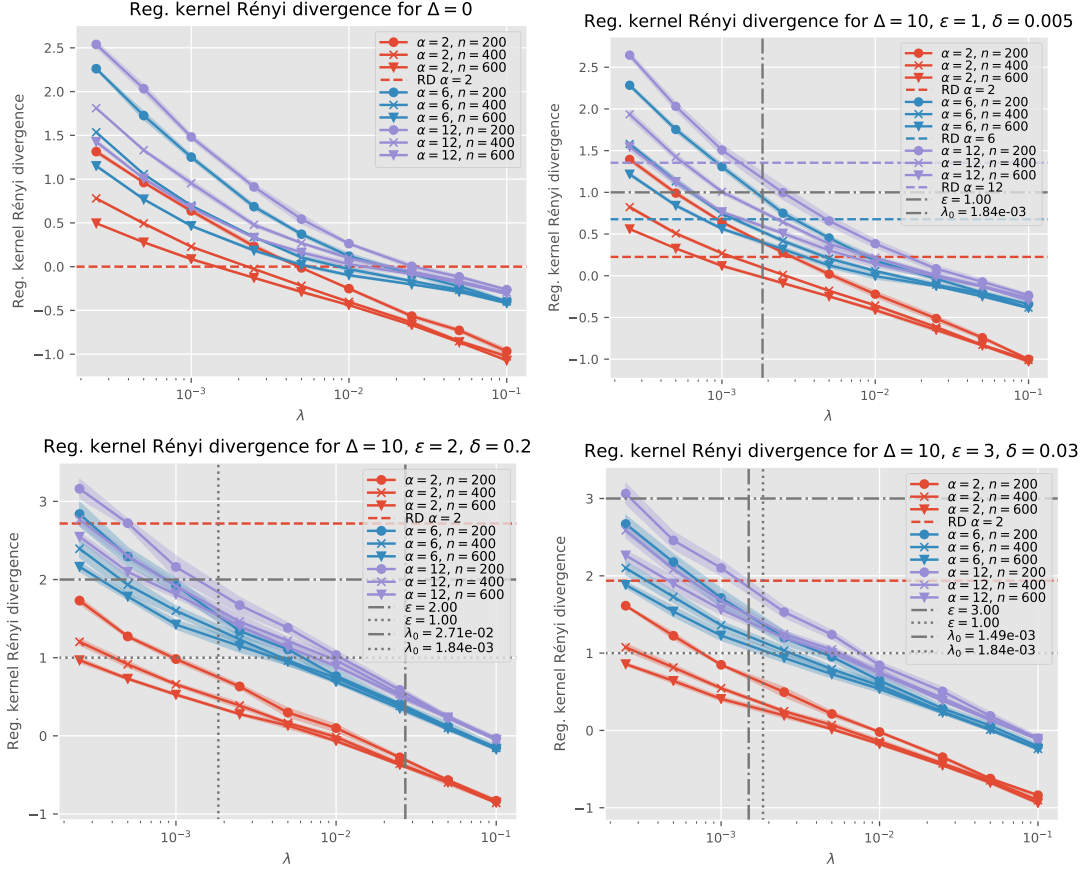 Reg. kernel Rényi divergence for Δ = 0
Reg. kernel Rényi divergence
2.5
2.0
1.5
1.0
0.5
0.0
−0.5
−1.0
10⁻³
10⁻²
10⁻¹
λ
α = 2, n = 200
α = 2, n = 400
α = 2, n = 600
RD α = 2
α = 6, n = 200
α = 6, n = 400
α = 6, n = 600
α = 12, n = 200
α = 12, n = 400
α = 12, n = 600
Reg. kernel Rényi divergence for Δ = 10, ε = 1, δ = 0.005
Reg. kernel Rényi divergence
2.5
2.0
1.5
1.0
0.5
0.0
−0.5
−1.0
10⁻³
10⁻²
10⁻¹
λ
α = 2, n = 200
α = 2, n = 400
α = 2, n = 600
RD α = 2
α = 6, n = 200
α = 6, n = 400
α = 6, n = 600
RD α = 6
α = 12, n = 200
α = 12, n = 400
α = 12, n = 600
RD α = 12
ε = 1.00
λ₀ = 1.84e-03
Reg. kernel Rényi divergence for Δ = 10, ε = 2, δ = 0.2
Reg. kernel Rényi divergence
3
2
1
0
−1
10⁻³
10⁻²
10⁻¹
λ
α = 2, n = 200
α = 2, n = 400
α = 2, n = 600
RD α = 2
α = 6, n = 200
α = 6, n = 400
α = 6, n = 600
α = 12, n = 200
α = 12, n = 400
α = 12, n = 600
ε = 2.00
ε = 1.00
λ₀ = 2.71e-02
λ₀ = 1.84e-03
Reg. kernel Rényi divergence for Δ = 10, ε = 3, δ = 0.03
Reg. kernel Rényi divergence
3
2
1
0
−1
10⁻³
10⁻²
10⁻¹
λ
α = 2, n = 200
α = 2, n = 400
α = 2, n = 600
RD α = 2
α = 6, n = 200
α = 6, n = 400
α = 6, n = 600
α = 12, n = 200
α = 12, n = 400
α = 12, n = 600
ε = 3.00
ε = 1.00
λ₀ = 1.49e-03
λ₀ = 1.84e-03